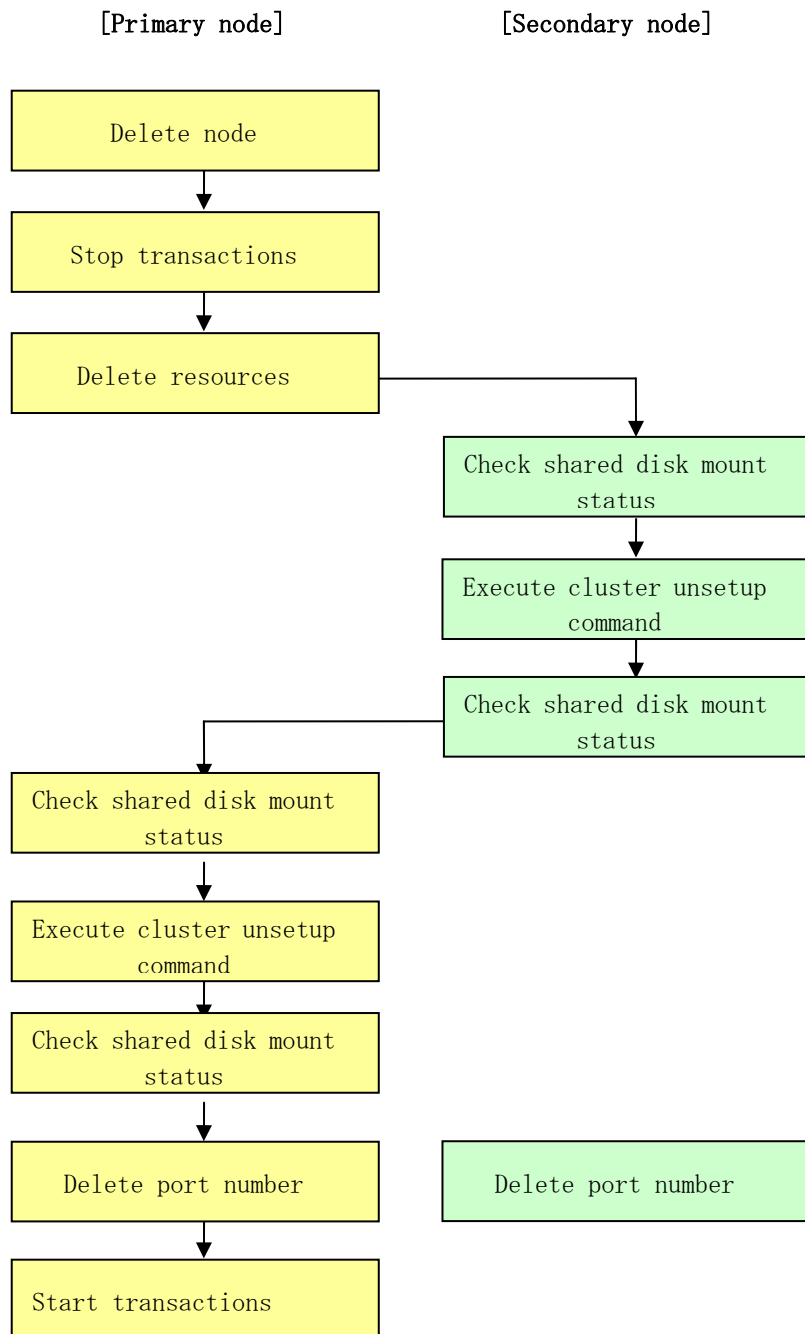 [Primary node]
[Secondary node]
Delete node
Stop transactions
Delete resources
Check shared disk mount
status
Execute cluster unsetup
command
Check shared disk mount
status
Check shared disk mount
status
Execute cluster unsetup
command
Check shared disk mount
status
Delete port number
Delete port number
Start transactions